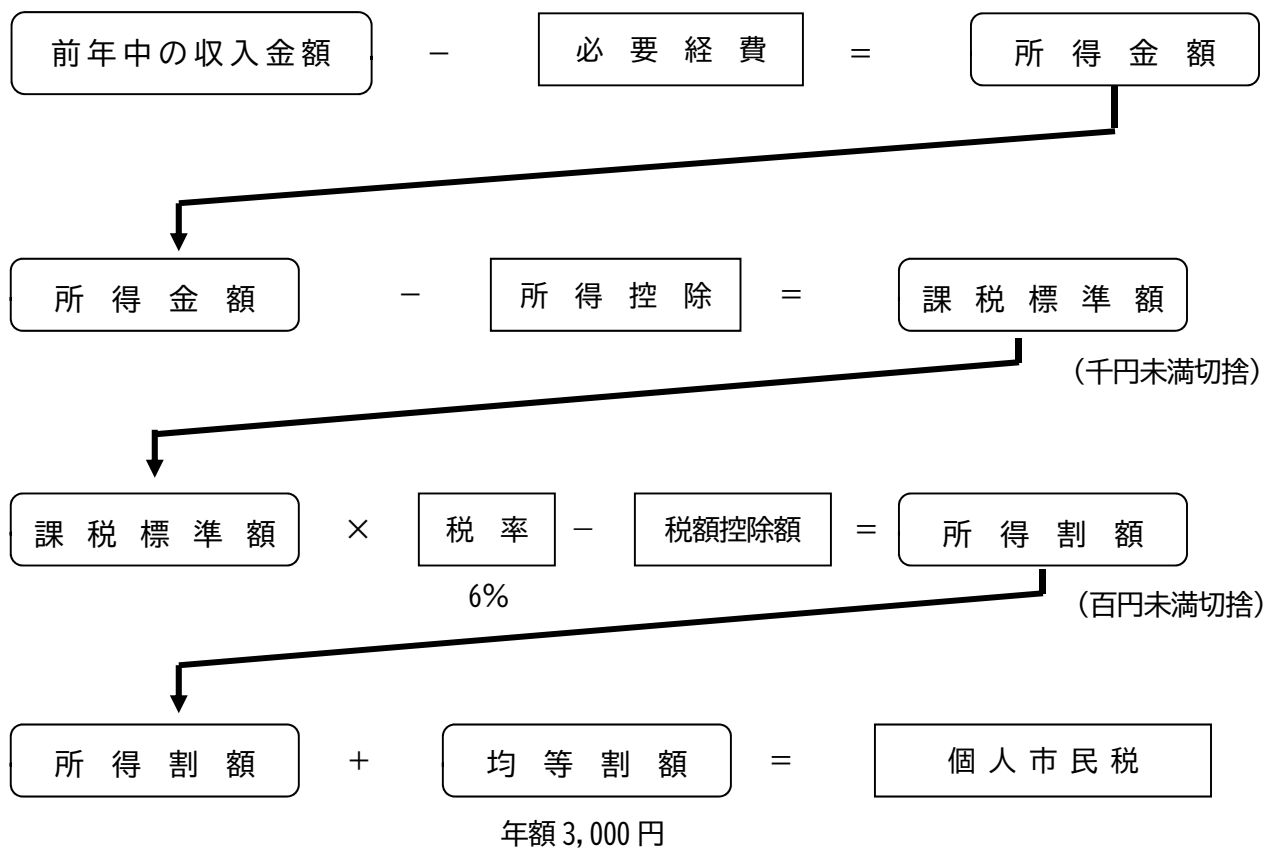 前年中の収入金額 － 必要経費 ＝ 所得金額
所得金額 － 所得控除 ＝ 課税標準額
（千円未満切捨）
課税標準額 × 税率 － 税額控除額 ＝ 所得割額
6%
（百円未満切捨）
所得割額 ＋ 均等割額 ＝ 個人市民税
年額3,000円